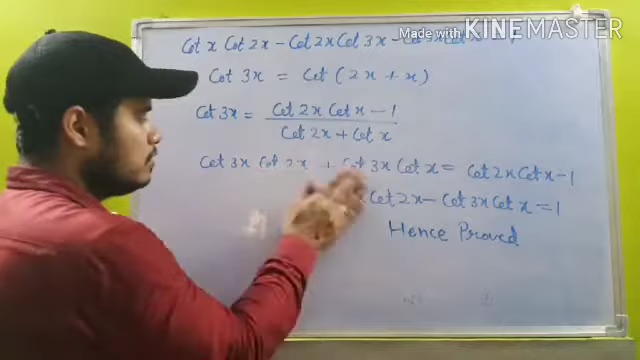 Made with KINEMASTER
Cot x Cot 2x - Cot 2x Cot 3x -
Cot 3x = Cot (2x + x)
Cot 3x = Cot 2x Cot x - 1
Cot 2x + Cot x
Cot 3x Cot 2x + Cot 3x Cot x = Cot 2x Cot x - 1
Cot 2x - Cot 3x Cot x = 1
Hence Proved